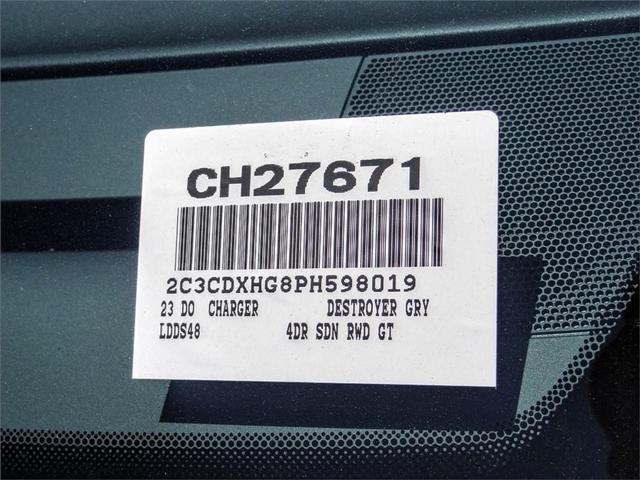 CH27671
2C3CDXHG8PH598019
23 DO CHARGER DESTROYER GRY
LDDS48 4DR SDN RWD GT